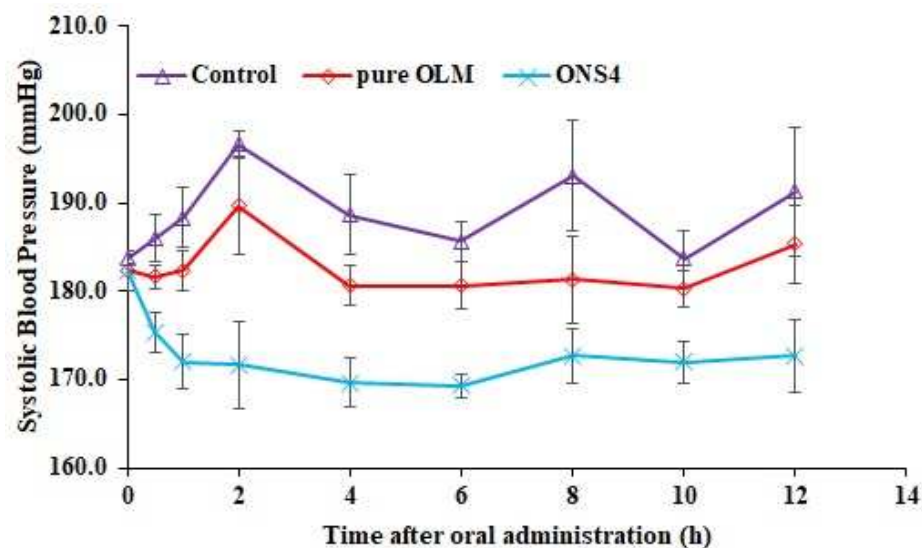 210.0
Control pure OLM ONS4
200.0
190.0
180.0
170.0
160.0
Systolic Blood Pressure (mmHg)
0 2 4 6 8 10 12 14
Time after oral administration (h)